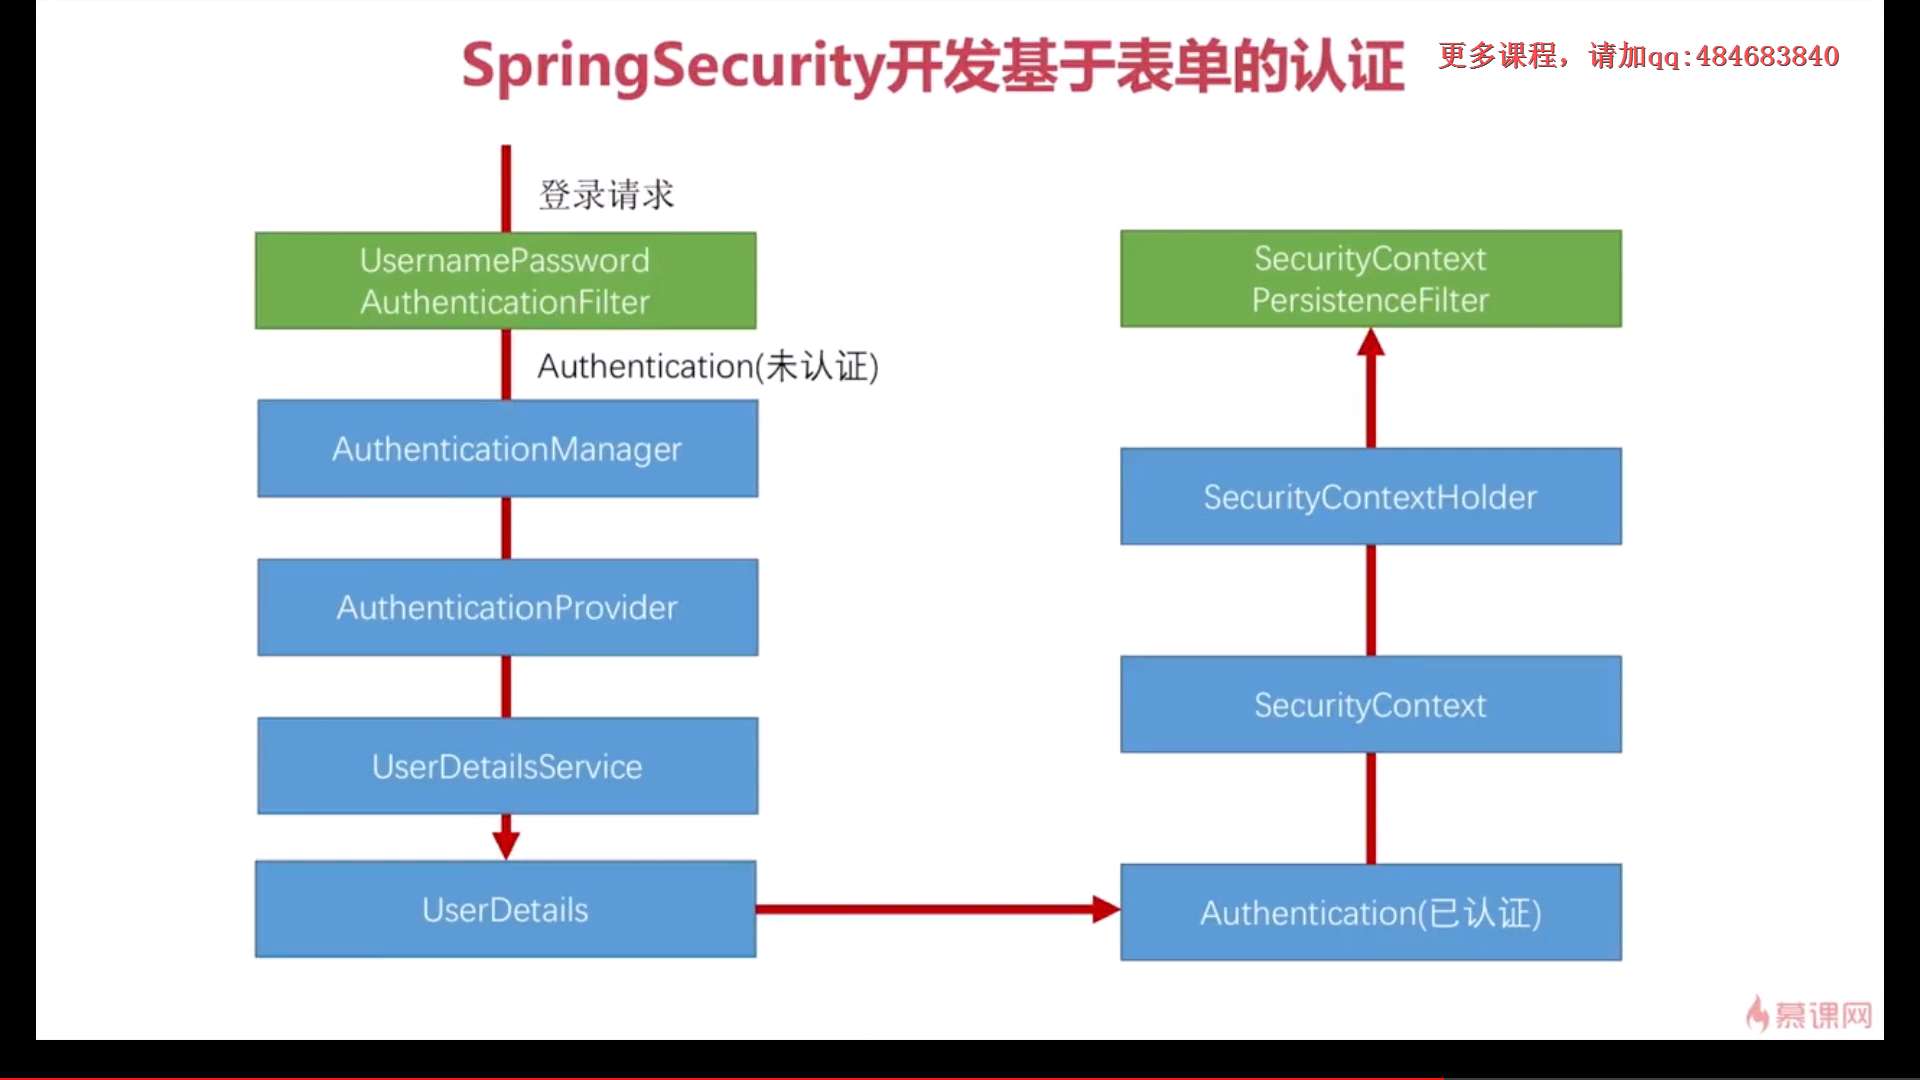 SpringSecurity开发基于表单的认证
更多课程，请加qq:484683840
登录请求
UsernamePassword
AuthenticationFilter
Authentication(未认证)
AuthenticationManager
AuthenticationProvider
UserDetailsService
UserDetails
SecurityContext
PersistenceFilter
SecurityContextHolder
SecurityContext
Authentication(已认证)
慕课网